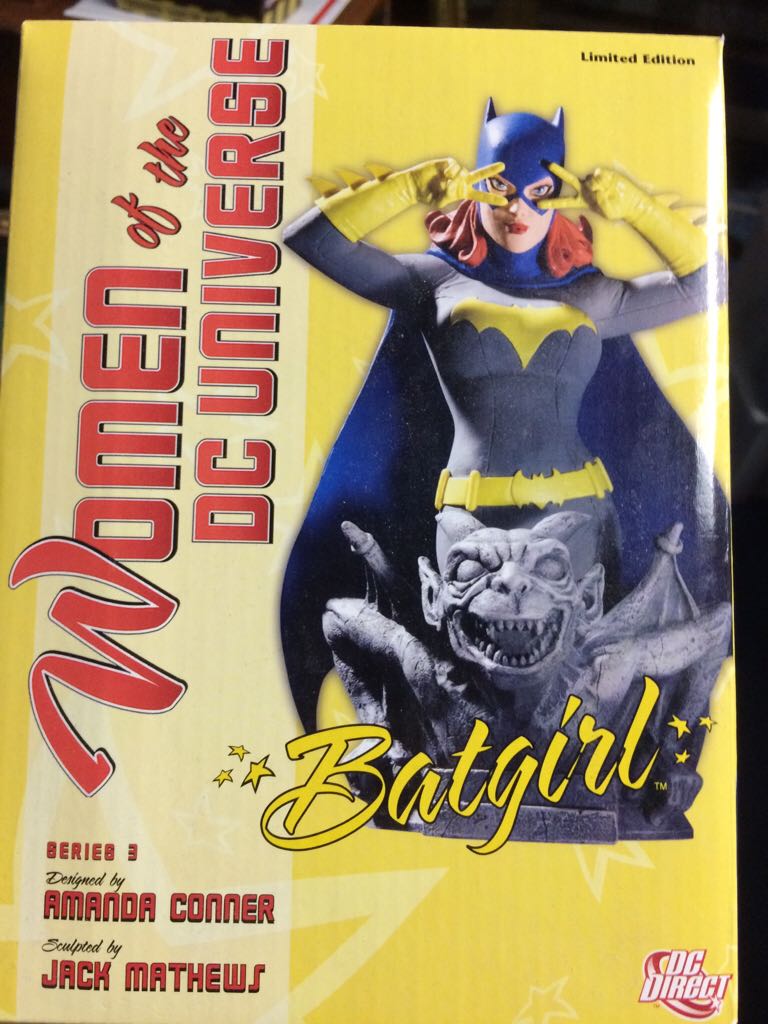 Limited Edition
WOMEN of the
DC UNIVERSE
Batgirl™
SERIES 3
Designed by
AMANDA CONNER
Sculpted by
JACK MATHEWS
DC
DIRECT